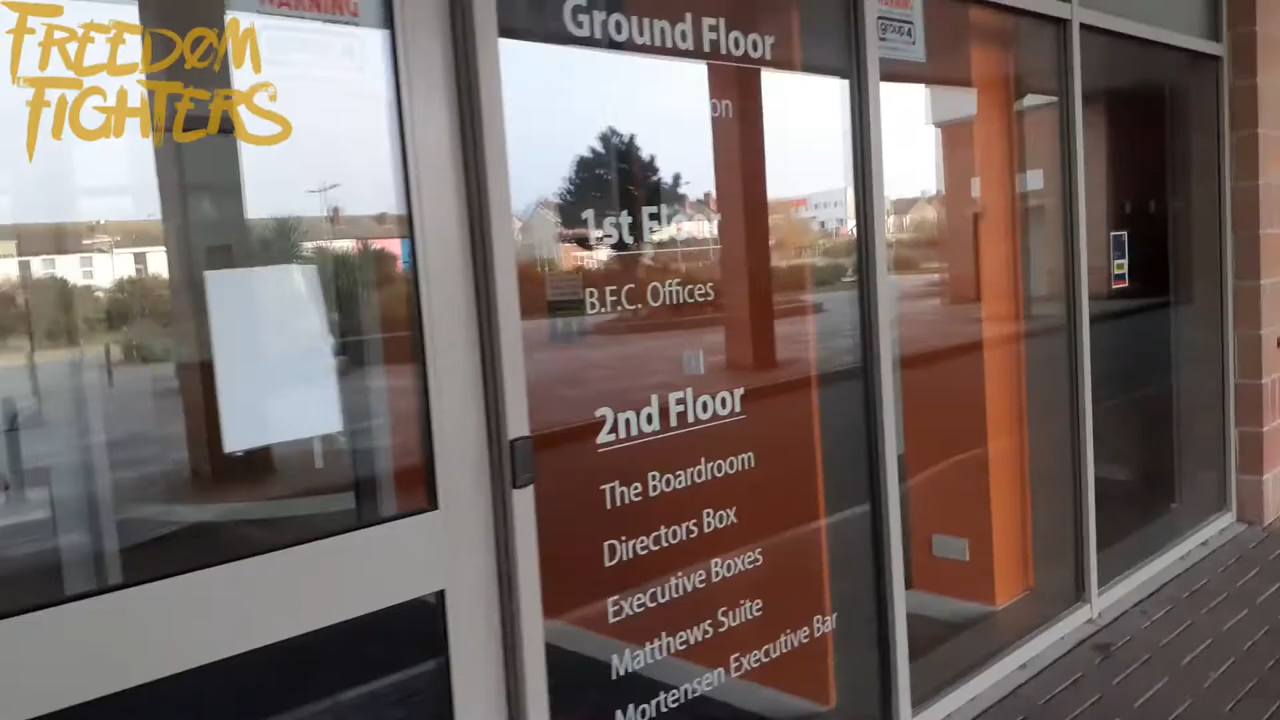 FREEDOM
FIGHTERS
WARNING
Ground Floor
WARNING
group 4
1st Floor
B.F.C. Offices
2nd Floor
The Boardroom
Directors Box
Executive Boxes
Matthews Suite
Mortensen Executive Bar